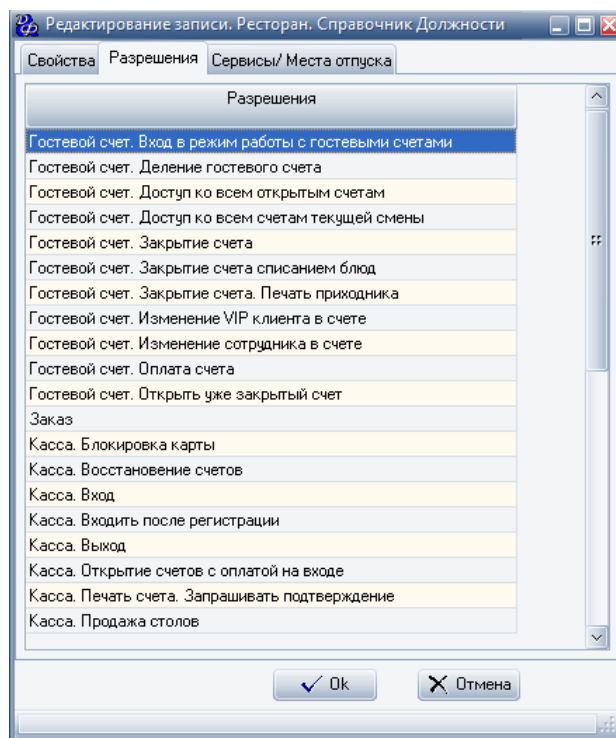 Редактирование записи. Ресторан. Справочник Должности
Свойства Разрешения Сервисы/ Места отпуска
Разрешения
Гостевой счет. Вход в режим работы с гостевыми счетами
Гостевой счет. Деление гостевого счета
Гостевой счет. Доступ ко всем открытым счетам
Гостевой счет. Доступ ко всем счетам текущей смены
Гостевой счет. Закрытие счета
Гостевой счет. Закрытие счета списанием блюд
Гостевой счет. Закрытие счета. Печать приходника
Гостевой счет. Изменение VIP клиента в счете
Гостевой счет. Изменение сотрудника в счете
Гостевой счет. Оплата счета
Гостевой счет. Открыть уже закрытый счет
Заказ
Касса. Блокировка карты
Касса. Восстановение счетов
Касса. Вход
Касса. Входить после регистрации
Касса. Выход
Касса. Открытие счетов с оплатой на входе
Касса. Печать счета. Запрашивать подтверждение
Касса. Продажа столов
Ok Отмена